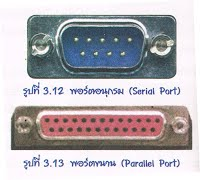 รูปที่ 3.12 พอร์ตอนุกรม (Serial Port)
รูปที่ 3.13 พอร์ตขนาน (Parallel Port)